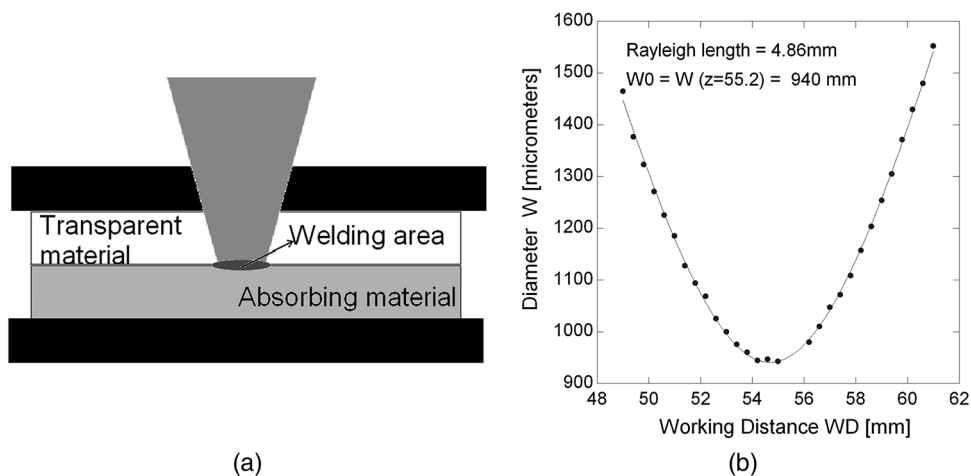 Transparent
material
Welding area
Absorbing material
(a)
1600
1500
1400
1300
1200
1100
1000
900
Diameter W [micrometers]
Rayleigh length = 4.86mm
W0 = W (z=55.2) = 940 mm
48 50 52 54 56 58 60 62
Working Distance WD [mm]
(b)